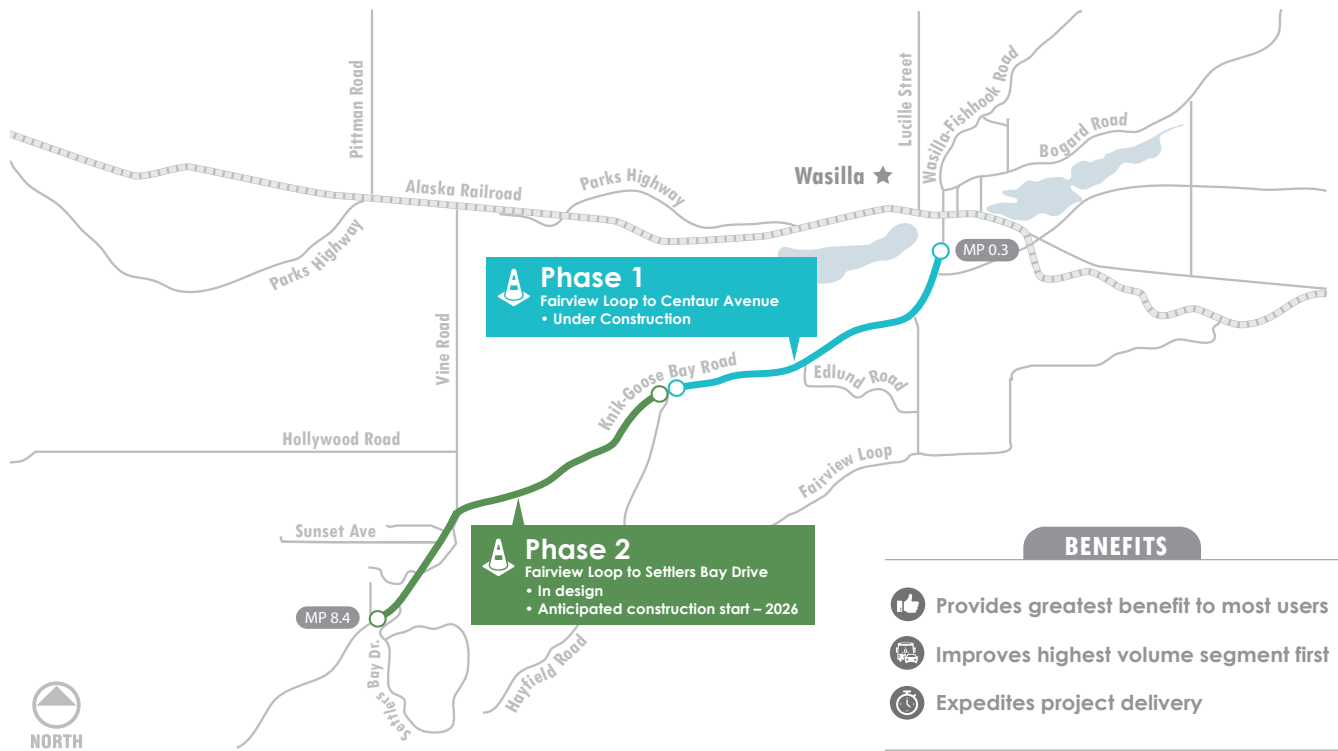 Pittman Road
Lucille Street
Wasilla-Fishhook Road
Bogard Road
Wasilla
Alaska Railroad
Parks Highway
Parks Highway
MP 0.3
Phase 1
Fairview Loop to Centaur Avenue
• Under Construction
Vine Road
Knik-Goose Bay Road
Edlund Road
Hollywood Road
Fairview Loop
Sunset Ave
Phase 2
Fairview Loop to Settlers Bay Drive
• In design
• Anticipated construction start – 2026
MP 8.4
Settlers Bay Dr.
Hayfield Road
NORTH
BENEFITS
Provides greatest benefit to most users
Improves highest volume segment first
Expedites project delivery